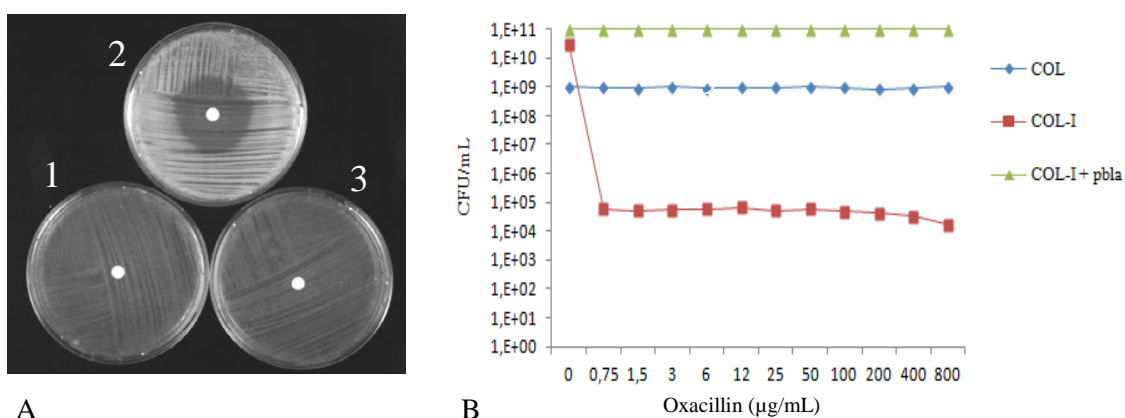 2
1
3
A
CFU/mL
1,E+11
1,E+10
1,E+09
1,E+08
1,E+07
1,E+06
1,E+05
1,E+04
1,E+03
1,E+02
1,E+01
1,E+00
0 0,75 1,5 3 6 12 25 50 100 200 400 800
Oxacillin (µg/mL)
COL
COL-I
COL-I + pbla
B